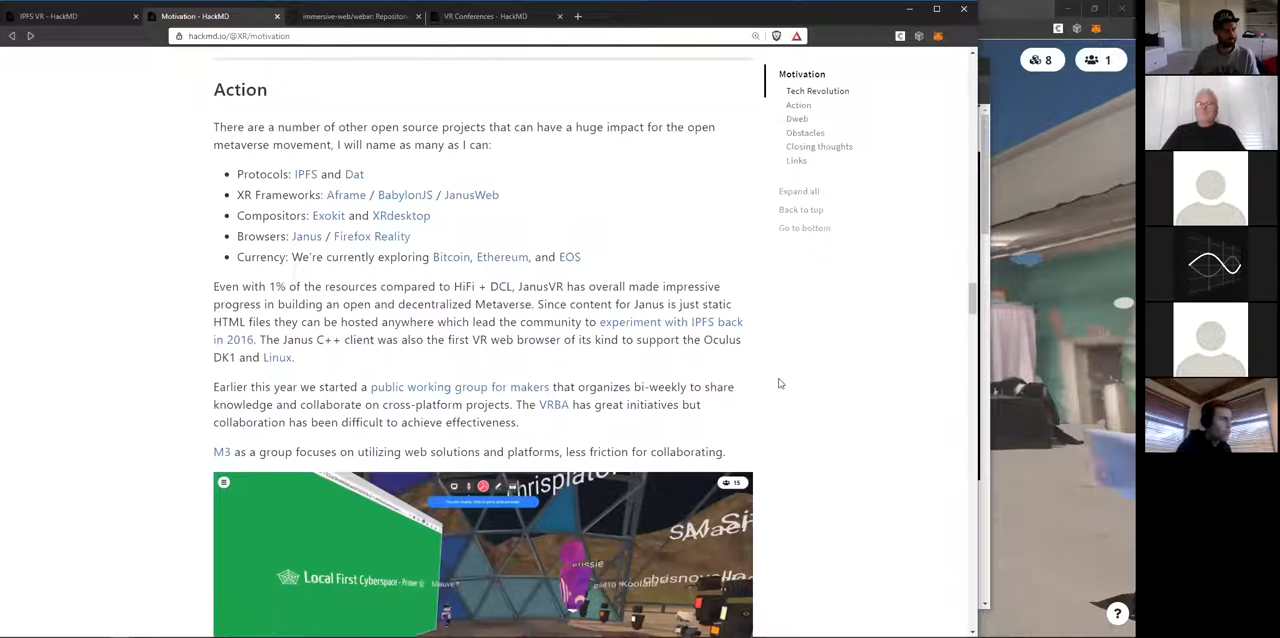 IPFS VR - HackMD
Motivation - HackMD
immersive-web/webxr: Repositor
VR Conferences - HackMD
hackmd.io/@XR/motivation
8
1
Action
There are a number of other open source projects that can have a huge impact for the open
metaverse movement, I will name as many as I can:
Protocols: IPFS and Dat
XR Frameworks: Aframe / BabylonJS / JanusWeb
Compositors: Exokit and XRdesktop
Browsers: Janus / Firefox Reality
Currency: We're currently exploring Bitcoin, Ethereum, and EOS
Even with 1% of the resources compared to HiFi + DCL, JanusVR has overall made impressive
progress in building an open and decentralized Metaverse. Since content for Janus is just static
HTML files they can be hosted anywhere which lead the community to experiment with IPFS back
in 2016. The Janus C++ client was also the first VR web browser of its kind to support the Oculus
DK1 and Linux.
Earlier this year we started a public working group for makers that organizes bi-weekly to share
knowledge and collaborate on cross-platform projects. The VRBA has great initiatives but
collaboration has been difficult to achieve effectiveness.
M3 as a group focuses on utilizing web solutions and platforms, less friction for collaborating.
Motivation
Tech Revolution
Action
Dweb
Obstacles
Closing thoughts
Links
Expand all
Back to top
Go to bottom
15
Local First Cyberspace - Primer
Mauve
?